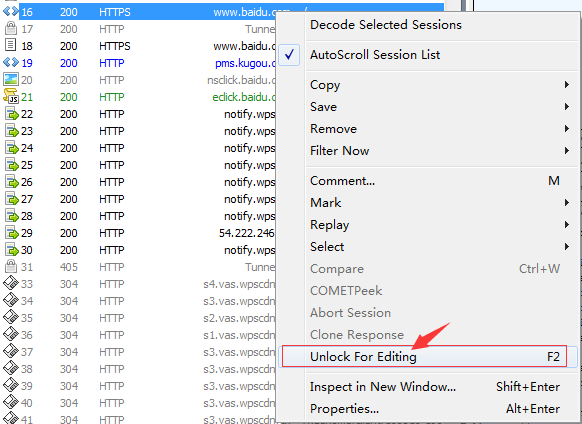 16 200 HTTPS www.baidu.com /
17 200 HTTP Tunne
18 200 HTTPS www.baidu.c
19 200 HTTP pms.kugou.c
20 200 HTTP nsclick.baidu.c
21 200 HTTP eclick.baidu.c
22 200 HTTP notify.wps
23 200 HTTP notify.wps
24 200 HTTP notify.wps
25 200 HTTP notify.wps
26 200 HTTP notify.wps
27 200 HTTP notify.wps
28 200 HTTP notify.wps
29 200 HTTP 54.222.246
30 200 HTTP notify.wps
31 405 HTTP Tunne
33 304 HTTP s4.vas.wpscdn
34 304 HTTP s3.vas.wpscdn
35 304 HTTP s2.vas.wpscdn
36 304 HTTP s1.vas.wpscdn
37 304 HTTP s3.vas.wpscdn
38 304 HTTP s3.vas.wpscdn
39 304 HTTP s3.vas.wpscdn
40 304 HTTP s3.vas.wpscdn
41 304 HTTP
Decode Selected Sessions
AutoScroll Session List
Copy
Save
Remove
Filter Now
Comment... M
Mark
Replay
Select
Compare Ctrl+W
COMETPeek
Abort Session
Clone Response
Unlock For Editing F2
Inspect in New Window... Shift+Enter
Properties... Alt+Enter